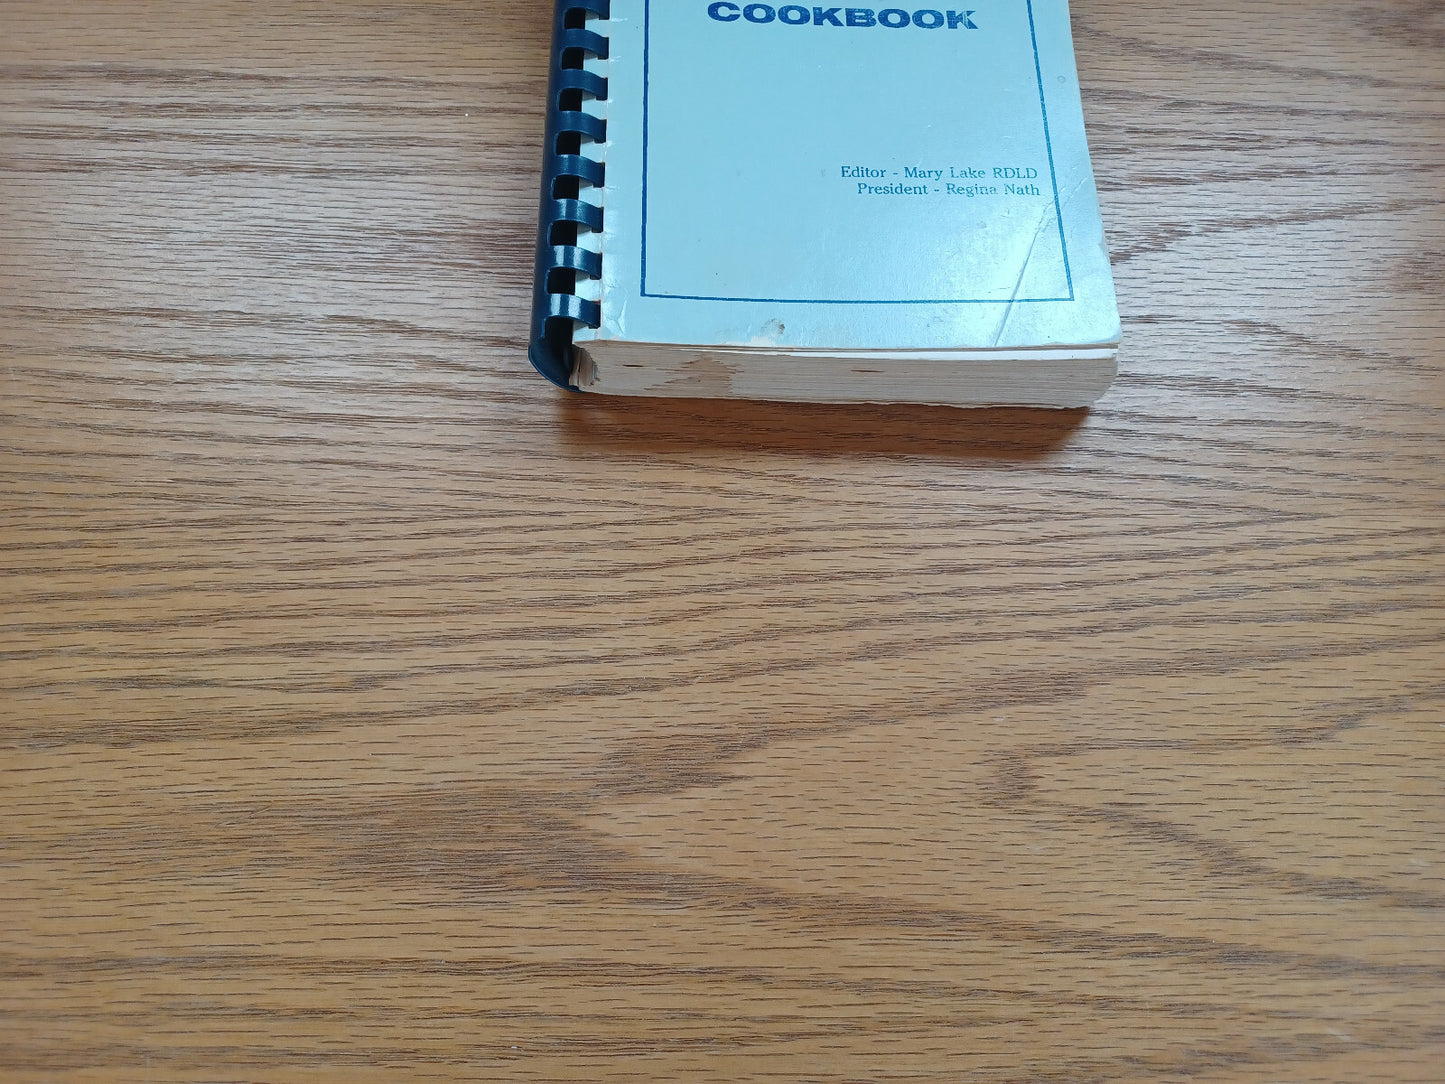 COOKBOOK
Editor - Mary Lake RDLD
President - Regina Nath